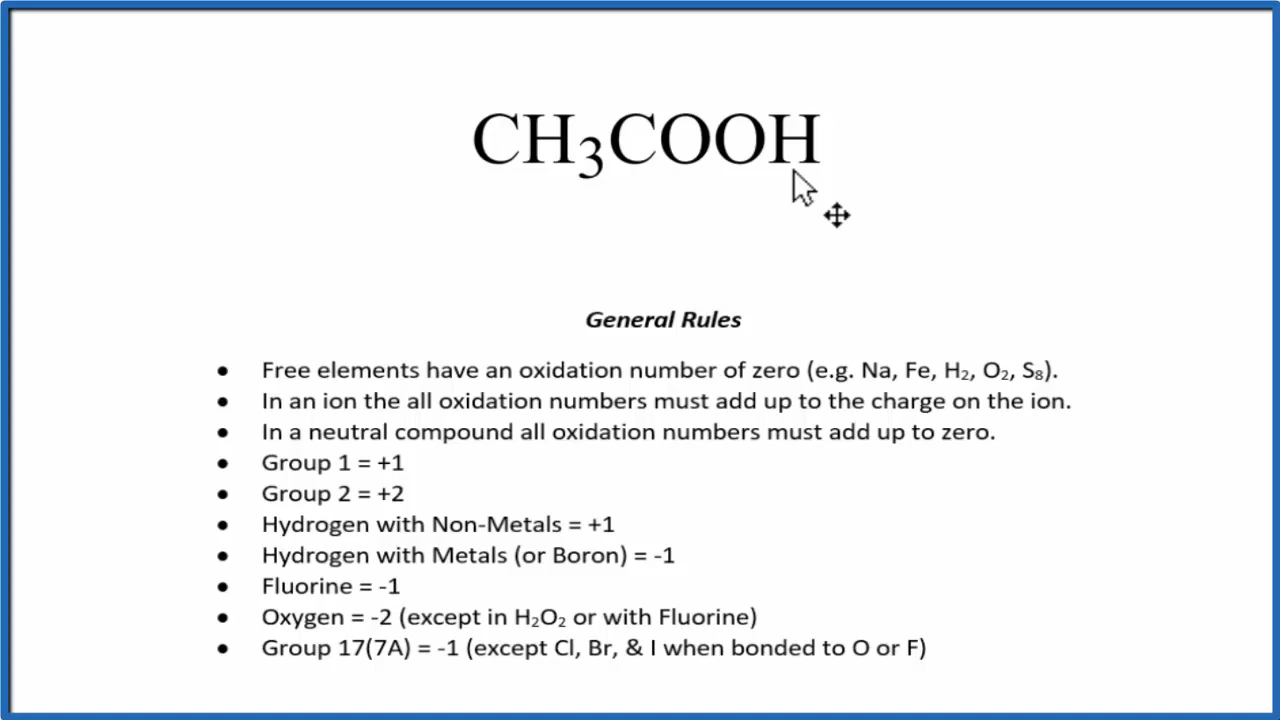 CH₃COOH
General Rules
• Free elements have an oxidation number of zero (e.g. Na, Fe, H₂, O₂, S₈).
• In an ion the all oxidation numbers must add up to the charge on the ion.
• In a neutral compound all oxidation numbers must add up to zero.
• Group 1 = +1
• Group 2 = +2
• Hydrogen with Non-Metals = +1
• Hydrogen with Metals (or Boron) = -1
• Fluorine = -1
• Oxygen = -2 (except in H₂O₂ or with Fluorine)
• Group 17(7A) = -1 (except Cl, Br, & I when bonded to O or F)